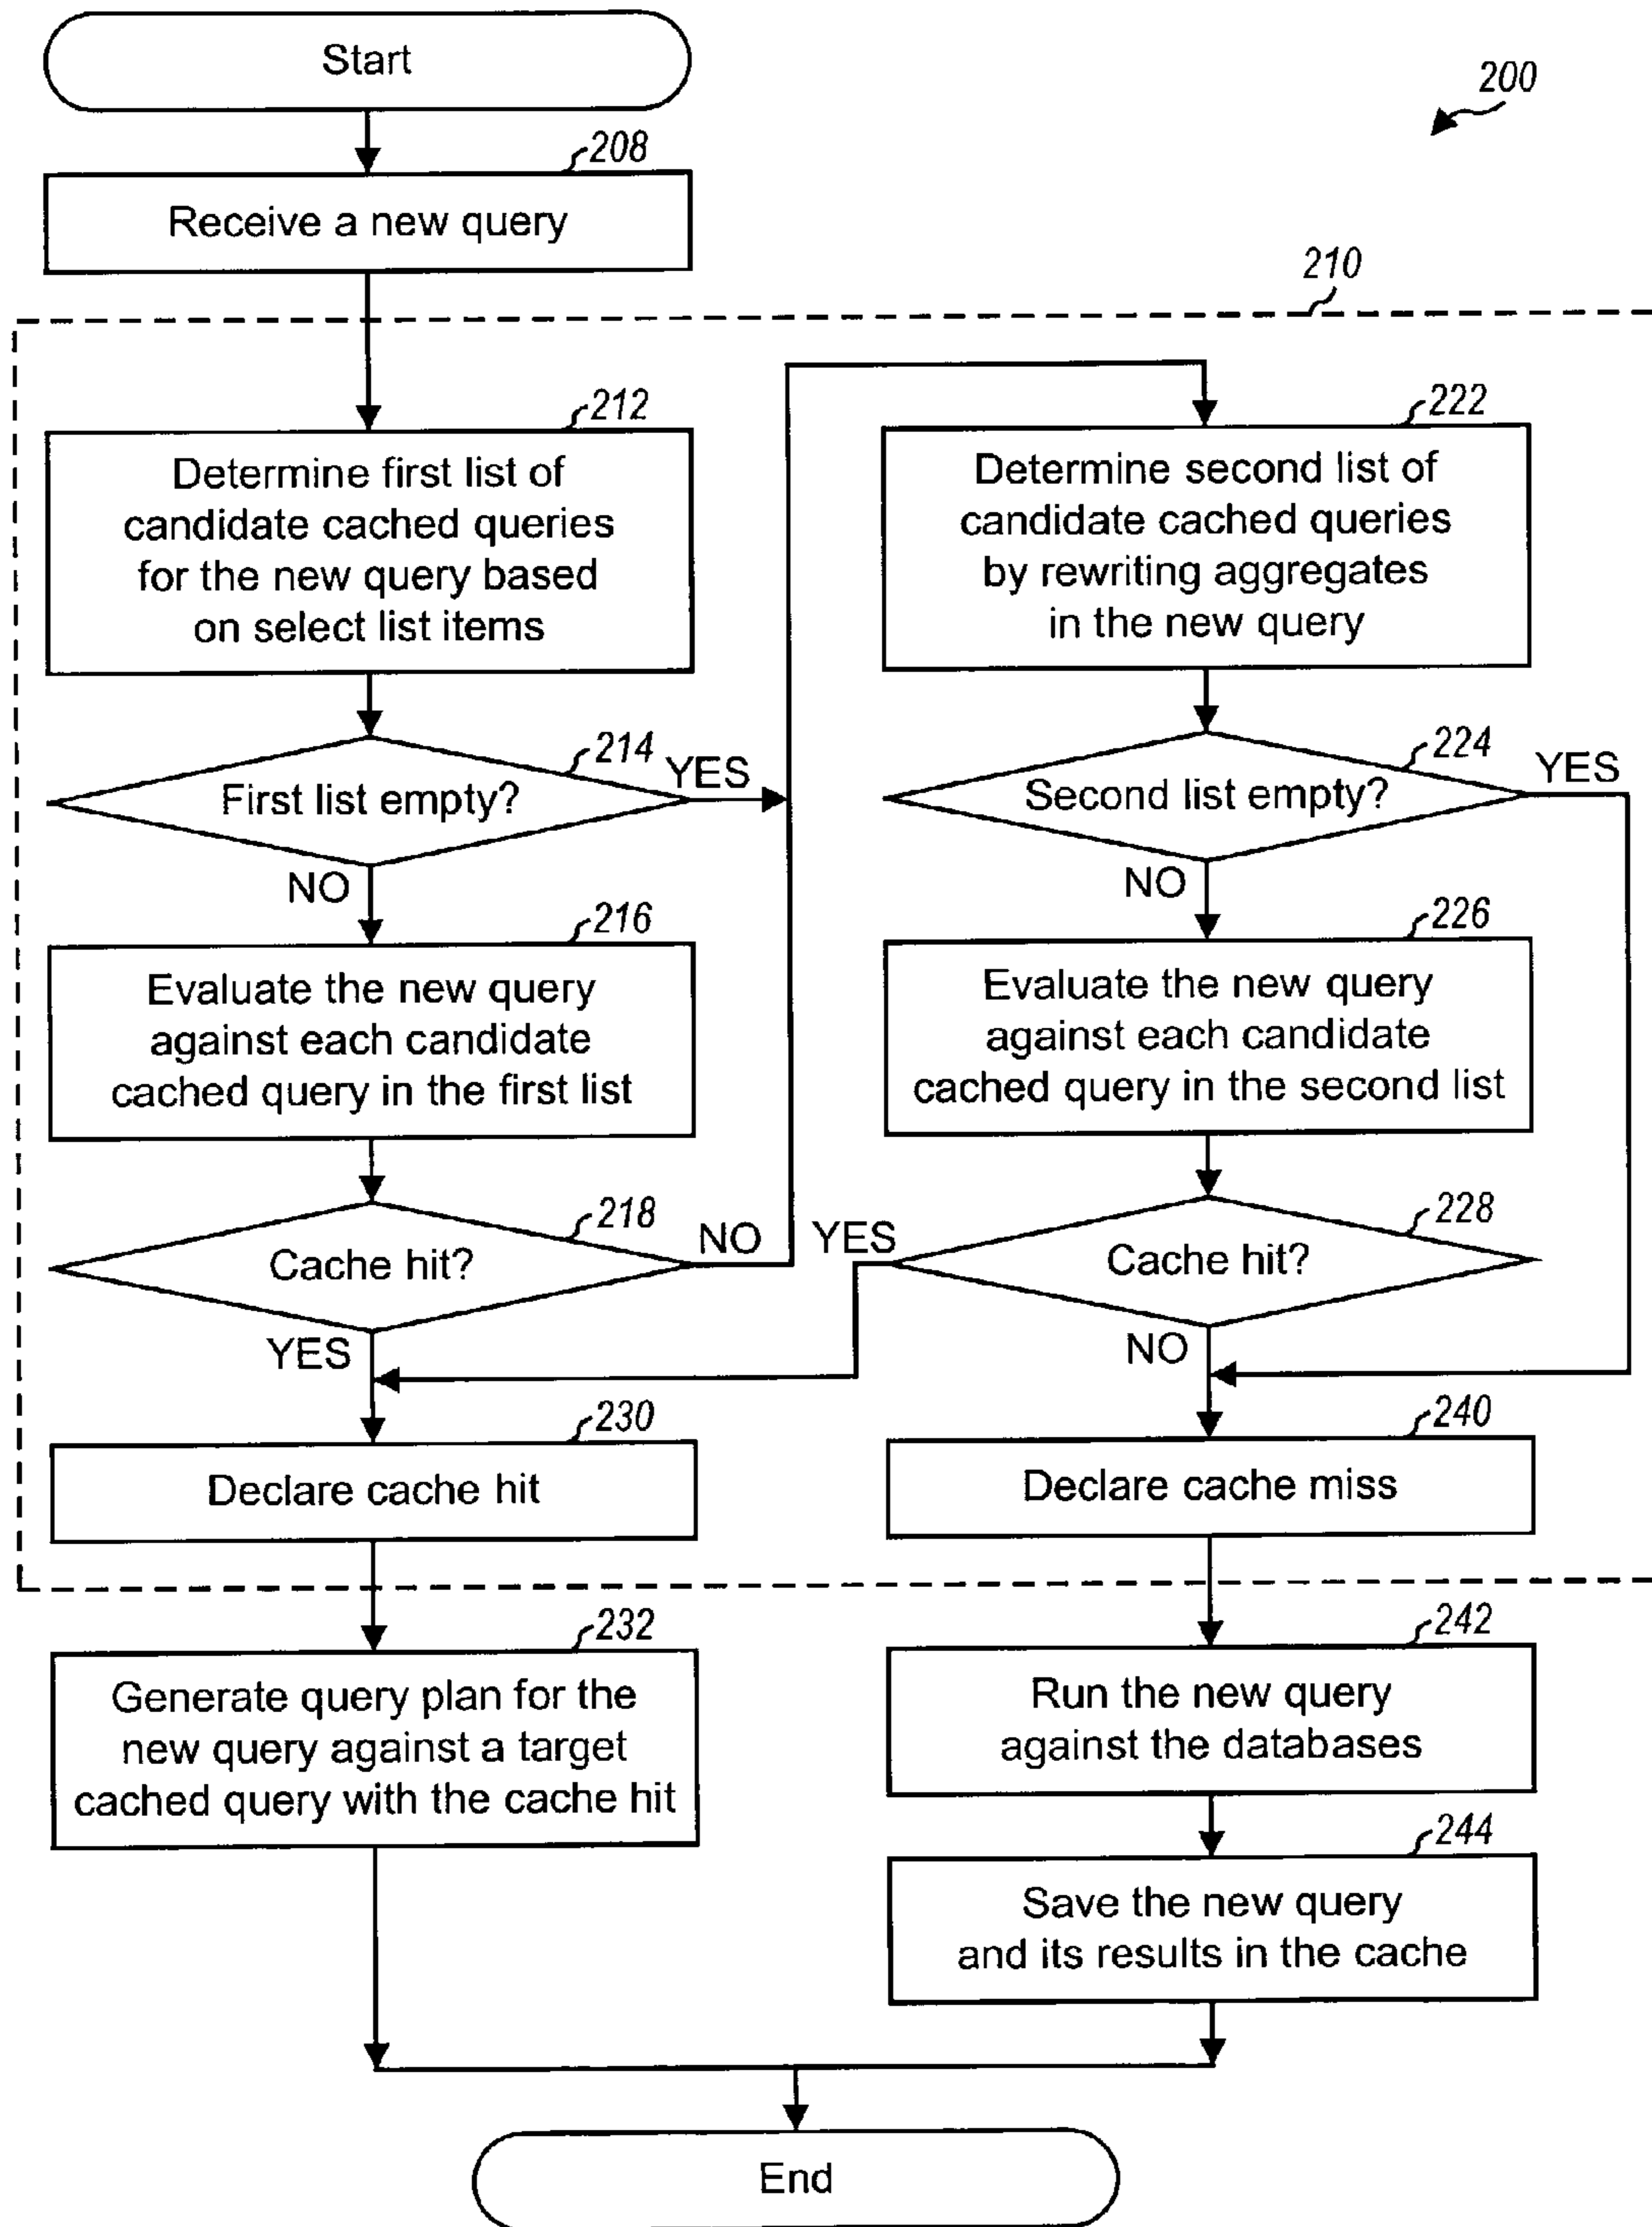 Start
200
208
Receive a new query
210
212
Determine first list of
candidate cached queries
for the new query based
on select list items
222
Determine second list of
candidate cached queries
by rewriting aggregates
in the new query
214
First list empty?
YES
NO
224
Second list empty?
YES
NO
216
Evaluate the new query
against each candidate
cached query in the first list
226
Evaluate the new query
against each candidate
cached query in the second list
218
Cache hit?
NO
YES
228
Cache hit?
YES
NO
230
Declare cache hit
240
Declare cache miss
232
Generate query plan for the
new query against a target
cached query with the cache hit
242
Run the new query
against the databases
244
Save the new query
and its results in the cache
End